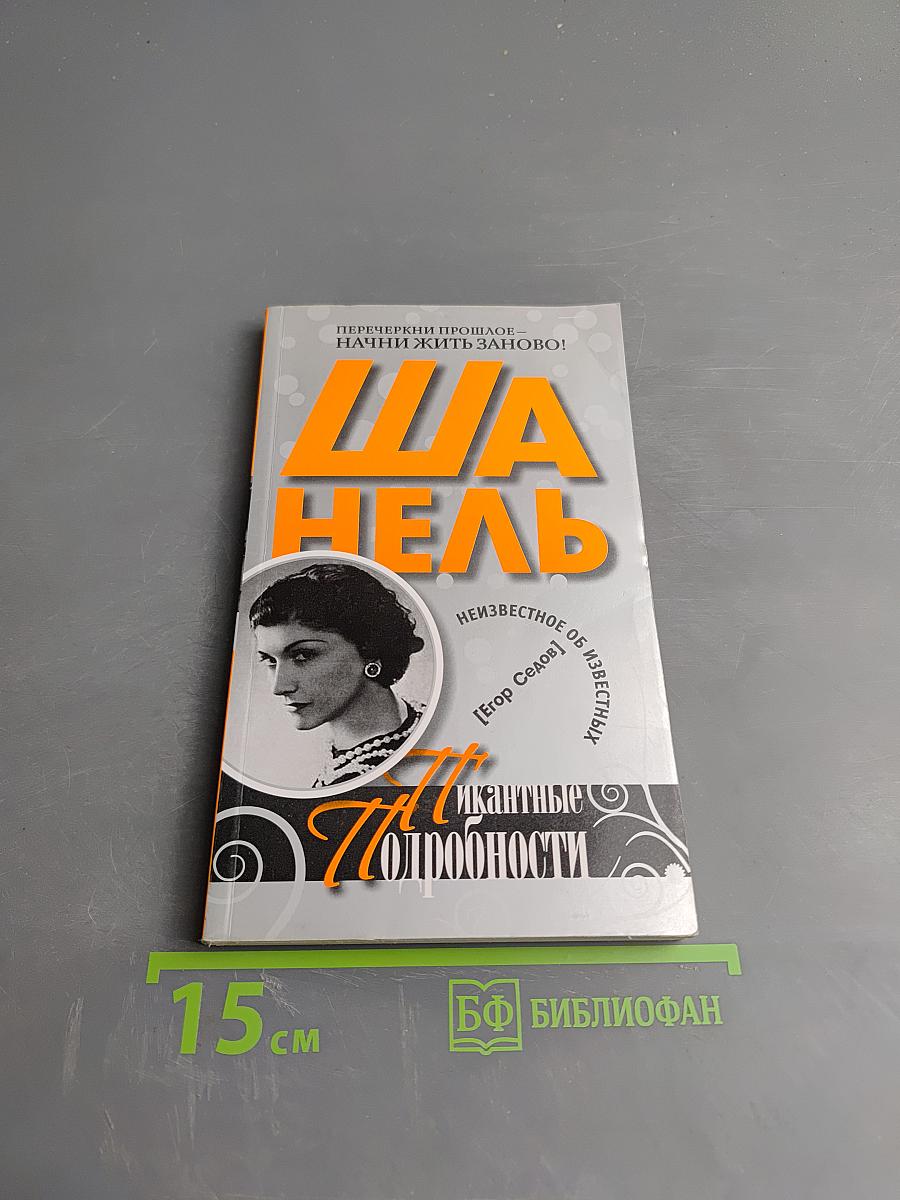 ПЕРЕЧЕРКНИ ПРОШЛОЕ–
НАЧНИ ЖИТЬ ЗАНОВО!
ША
НЕЛЬ
НЕИЗВЕСТНОЕ ОБ ИЗВЕСТНЫХ
[Егор Седов]
Пикантные
Подробности
15 см
БФ БИБЛИОФАН